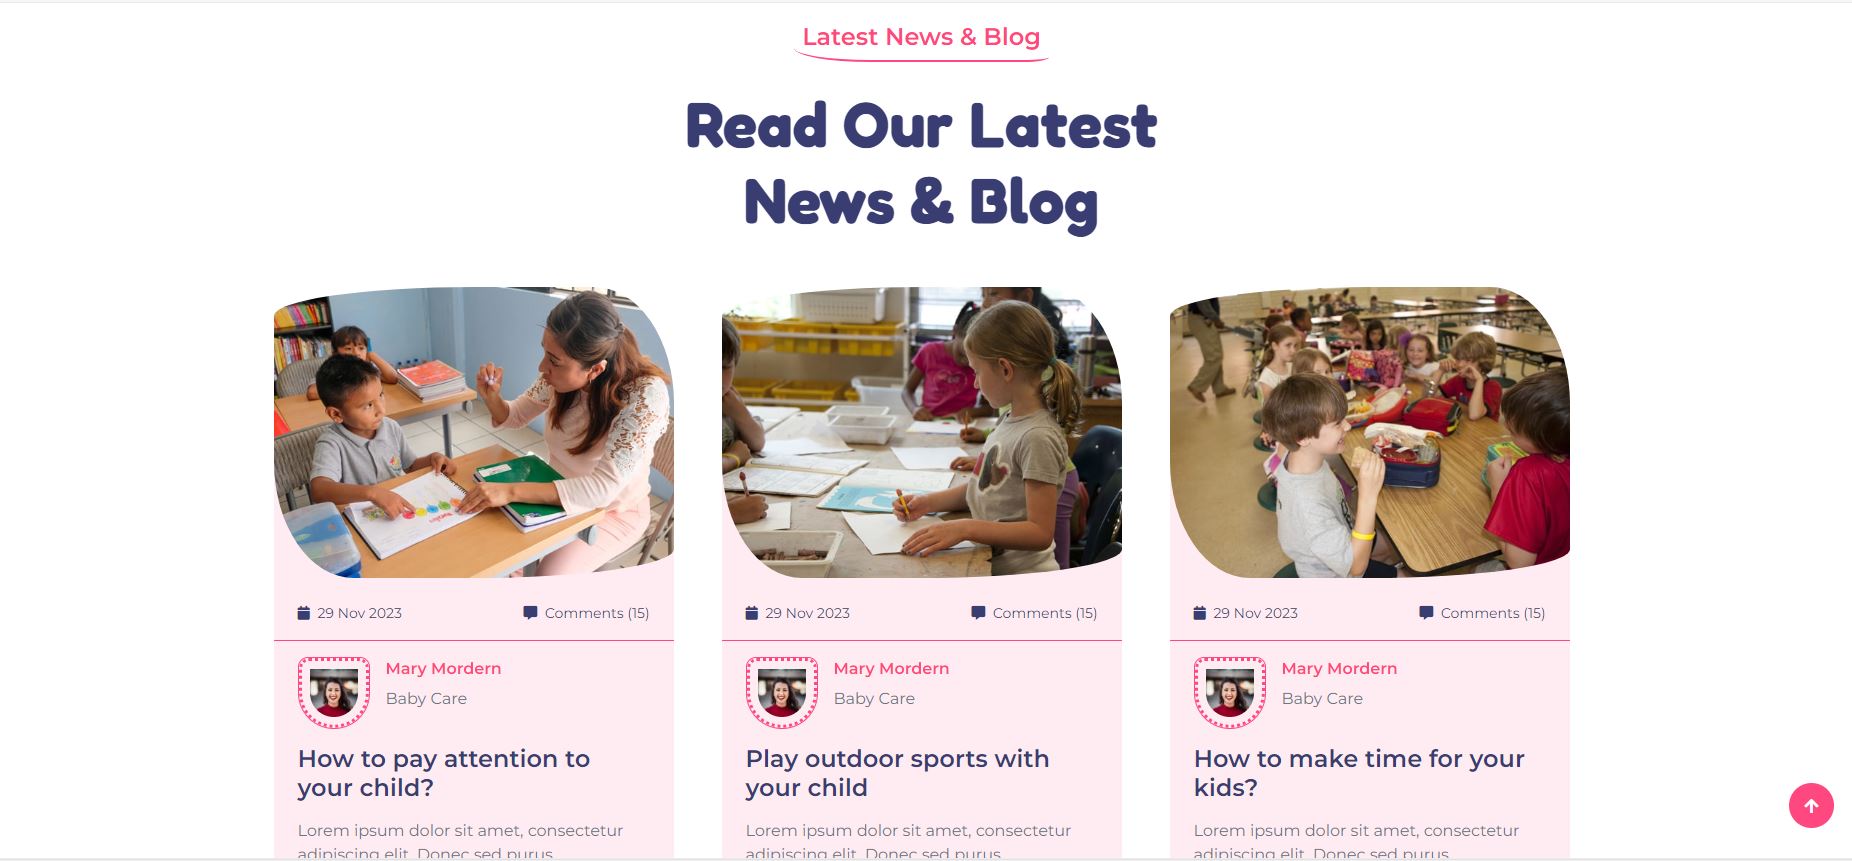 Latest News & Blog
Read Our Latest
News & Blog
29 Nov 2023
Comments (15)
Mary Mordern
Baby Care
How to pay attention to
your child?
Lorem ipsum dolor sit amet, consectetur
adipiscing elit. Donec sed purus
29 Nov 2023
Comments (15)
Mary Mordern
Baby Care
Play outdoor sports with
your child
Lorem ipsum dolor sit amet, consectetur
adipiscing elit. Donec sed purus
29 Nov 2023
Comments (15)
Mary Mordern
Baby Care
How to make time for your
kids?
Lorem ipsum dolor sit amet, consectetur
adipiscing elit. Donec sed purus